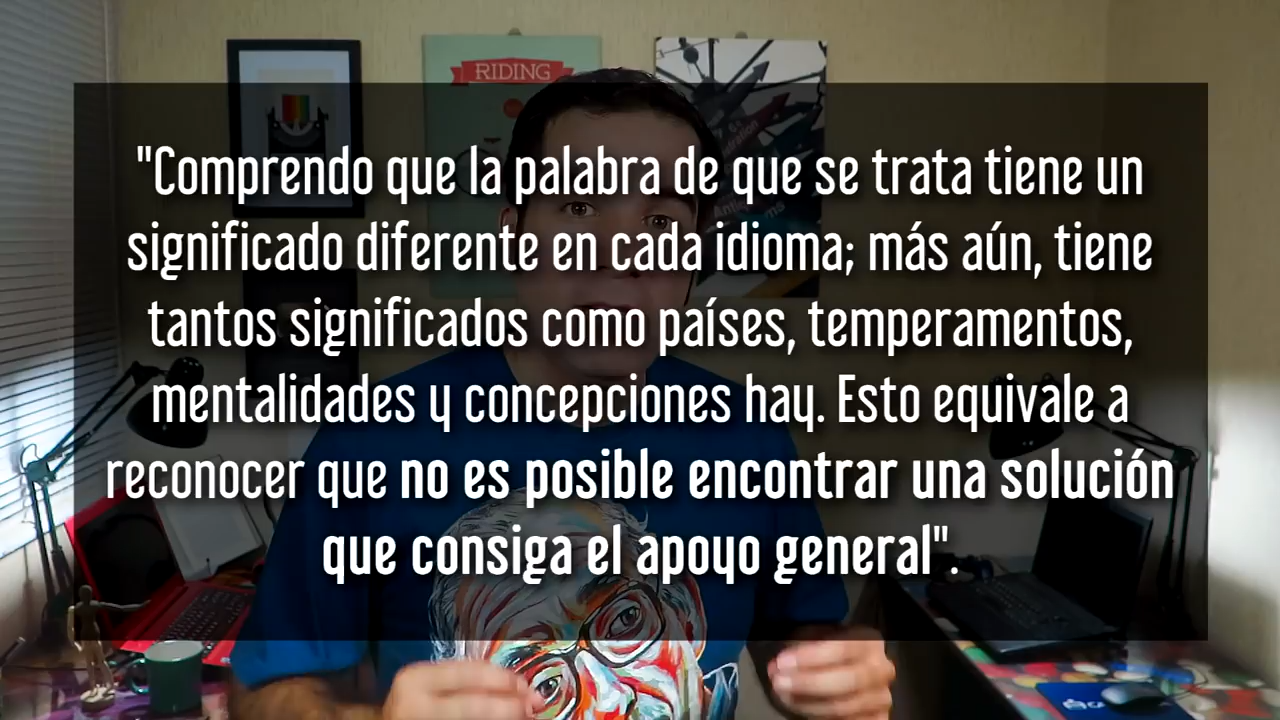 RIDING
"Comprendo que la palabra de que se trata tiene un
significado diferente en cada idioma; más aún, tiene
tantos significados como países, temperamentos,
mentalidades y concepciones hay. Esto equivale a
reconocer que no es posible encontrar una solución
que consiga el apoyo general".